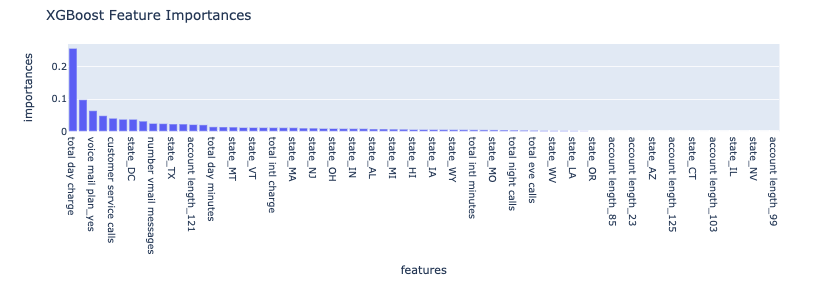 XGBoost Feature Importances
importances
0.2
0.1
0
total day charge
voice mail plan_yes
customer service calls
state_DC
number vmail messages
state_TX
account length_121
total day minutes
state_MT
state_VT
total intl charge
state_MA
state_NJ
state_OH
state_IN
state_AL
state_MI
state_HI
state_IA
state_WY
total intl minutes
state_MO
total night calls
total eve calls
state_WV
state_LA
state_OR
account length_85
account length_23
state_AZ
account length_125
state_CT
account length_103
state_IL
state_NV
account length_99
features